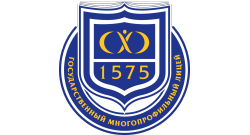 1575
ГОСУДАРСТВЕННЫЙ МНОГОПРОФИЛЬНЫЙ ЛИЦЕЙ